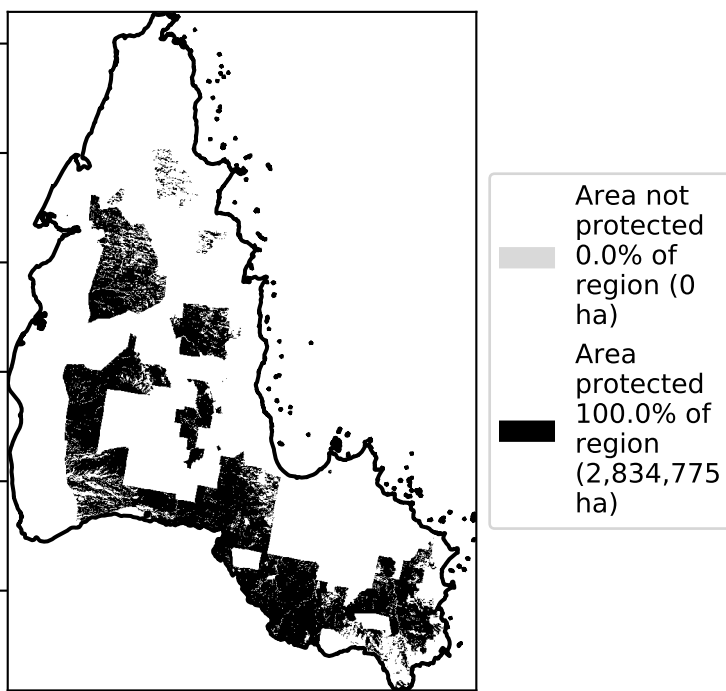 Area not
protected
0.0% of
region (0
ha)
Area
protected
100.0% of
region
(2,834,775
ha)